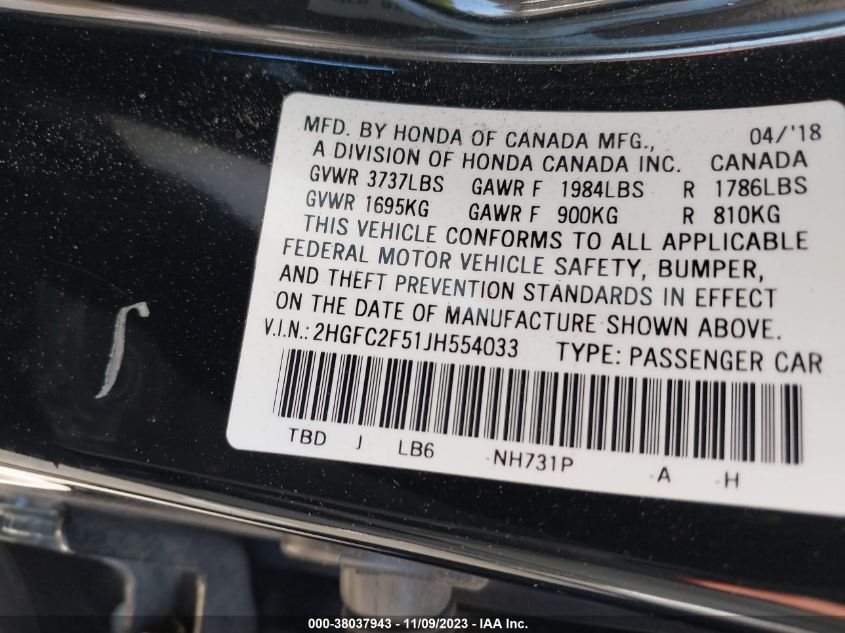 MFD. BY HONDA OF CANADA MFG., 04/'18
A DIVISION OF HONDA CANADA INC. CANADA
GVWR 3737LBS GAWR F 1984LBS R 1786LBS
GVWR 1695KG GAWR F 900KG R 810KG
THIS VEHICLE CONFORMS TO ALL APPLICABLE
FEDERAL MOTOR VEHICLE SAFETY, BUMPER,
AND THEFT PREVENTION STANDARDS IN EFFECT
ON THE DATE OF MANUFACTURE SHOWN ABOVE.
V.I.N.: 2HGFC2F51JH554033 TYPE: PASSENGER CAR
TBD J LB6 -NH731P -A -H
000-38037943 - 11/09/2023 - IAA Inc.